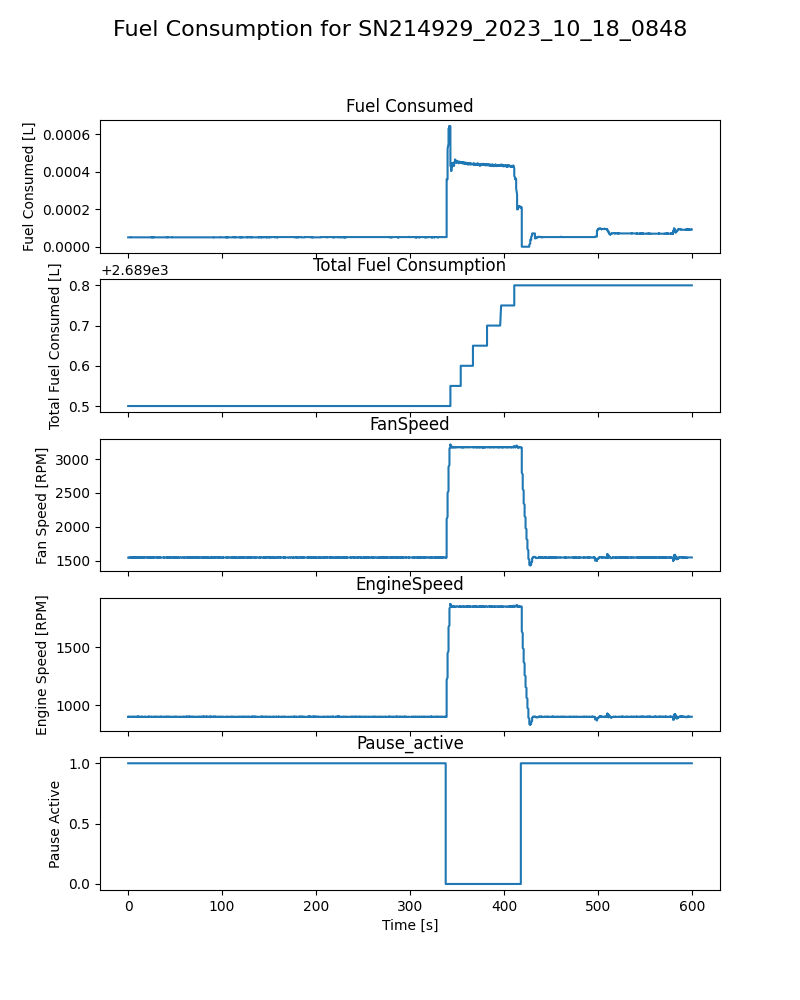 Fuel Consumption for SN214929_2023_10_18_0848
Fuel Consumed
Fuel Consumed [L]
0.0006
0.0004
0.0002
0.0000
+2.689e3
Total Fuel Consumption
Total Fuel Consumed [L]
0.8
0.7
0.6
0.5
FanSpeed
Fan Speed [RPM]
3000
2500
2000
1500
EngineSpeed
Engine Speed [RPM]
1500
1000
Pause_active
Pause Active
1.0
0.5
0.0
0 100 200 300 400 500 600
Time [s]